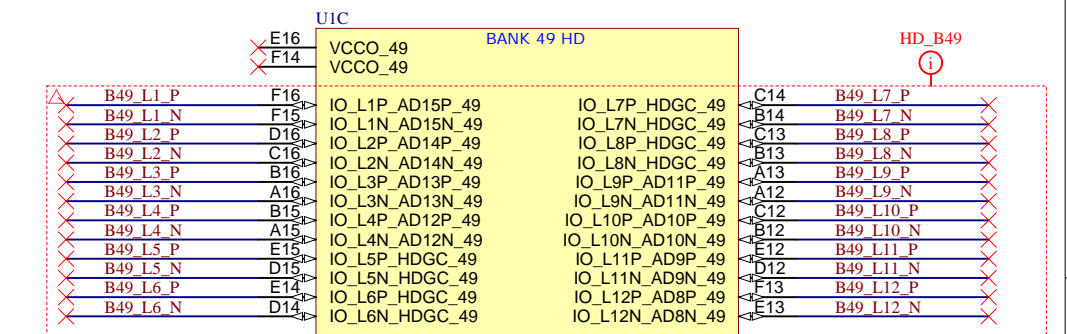 U1C
BANK 49 HD
HD_B49
i
E16 VCCO_49
F14 VCCO_49
B49_L1_P F16 IO_L1P_AD15P_49 IO_L7P_HDGC_49 C14 B49_L7_P
B49_L1_N F15 IO_L1N_AD15N_49 IO_L7N_HDGC_49 B14 B49_L7_N
B49_L2_P D16 IO_L2P_AD14P_49 IO_L8P_HDGC_49 C13 B49_L8_P
B49_L2_N C16 IO_L2N_AD14N_49 IO_L8N_HDGC_49 B13 B49_L8_N
B49_L3_P B16 IO_L3P_AD13P_49 IO_L9P_AD11P_49 A13 B49_L9_P
B49_L3_N A16 IO_L3N_AD13N_49 IO_L9N_AD11N_49 A12 B49_L9_N
B49_L4_P B15 IO_L4P_AD12P_49 IO_L10P_AD10P_49 C12 B49_L10_P
B49_L4_N A15 IO_L4N_AD12N_49 IO_L10N_AD10N_49 B12 B49_L10_N
B49_L5_P E15 IO_L5P_HDGC_49 IO_L11P_AD9P_49 E12 B49_L11_P
B49_L5_N D15 IO_L5N_HDGC_49 IO_L11N_AD9N_49 D12 B49_L11_N
B49_L6_P E14 IO_L6P_HDGC_49 IO_L12P_AD8P_49 F13 B49_L12_P
B49_L6_N D14 IO_L6N_HDGC_49 IO_L12N_AD8N_49 E13 B49_L12_N